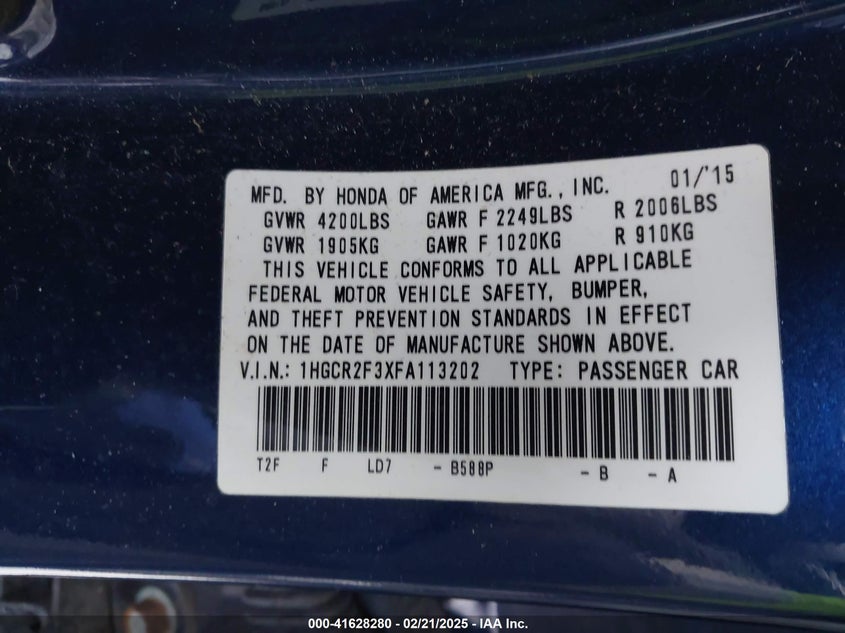 MFD. BY HONDA OF AMERICA MFG., INC. 01/'15
GVWR 4200LBS GAWR F 2249LBS R 2006LBS
GVWR 1905KG GAWR F 1020KG R 910KG
THIS VEHICLE CONFORMS TO ALL APPLICABLE
FEDERAL MOTOR VEHICLE SAFETY, BUMPER,
AND THEFT PREVENTION STANDARDS IN EFFECT
ON THE DATE OF MANUFACTURE SHOWN ABOVE.
V.I.N.: 1HGCR2F3XFA113202 TYPE: PASSENGER CAR
T2F F LD7 - B588P - B - A
000-41628280 - 02/21/2025 - IAA Inc.